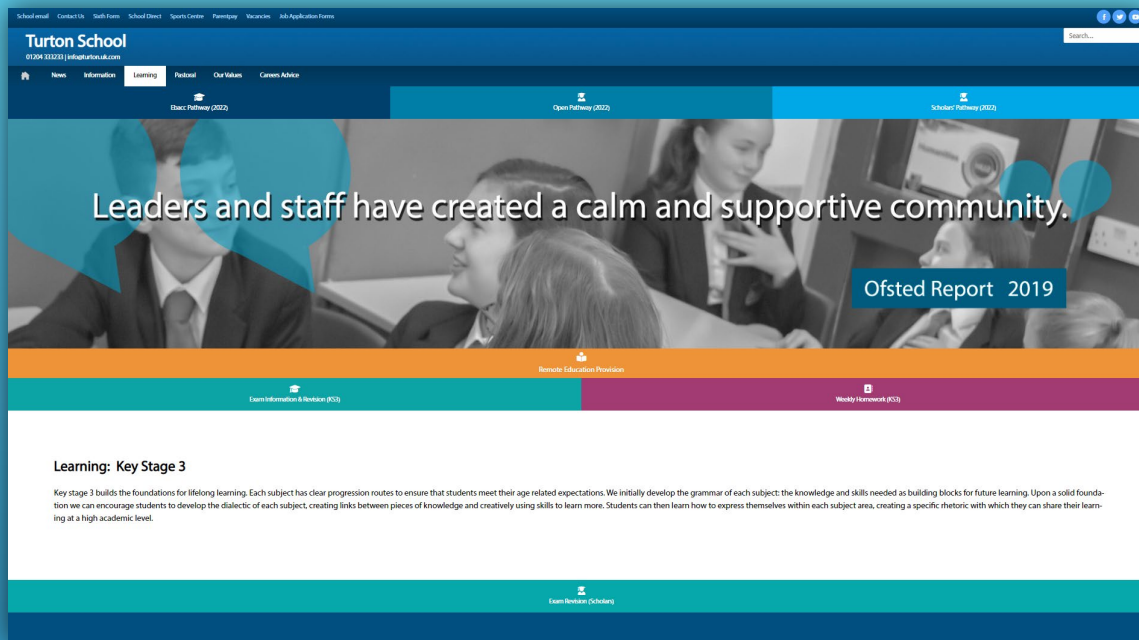 School email Contact Us Sixth Form School Direct Sports Centre Parentpay Vacancies Job Application Forms
Turton School
01204 333233 | info@turton.uk.com
Search...
News Information Learning Pastoral Our Values Careers Advice
Ebacc Pathway (2022) Open Pathway (2022) Scholars' Pathway (2022)
Leaders and staff have created a calm and supportive community.
Ofsted Report 2019
Remote Education Provision
Exam Information & Revision (KS3) Weekly Homework (KS3)
Learning: Key Stage 3
Key stage 3 builds the foundations for lifelong learning. Each subject has clear progression routes to ensure that students meet their age related expectations. We initially develop the grammar of each subject: the knowledge and skills needed as building blocks for future learning. Upon a solid founda-
tion we can encourage students to develop the dialectic of each subject, creating links between pieces of knowledge and creatively using skills to learn more. Students can then learn how to express themselves within each subject area, creating a specific rhetoric with which they can share their learn-
ing at a high academic level.
Exam Revision (Scholars)